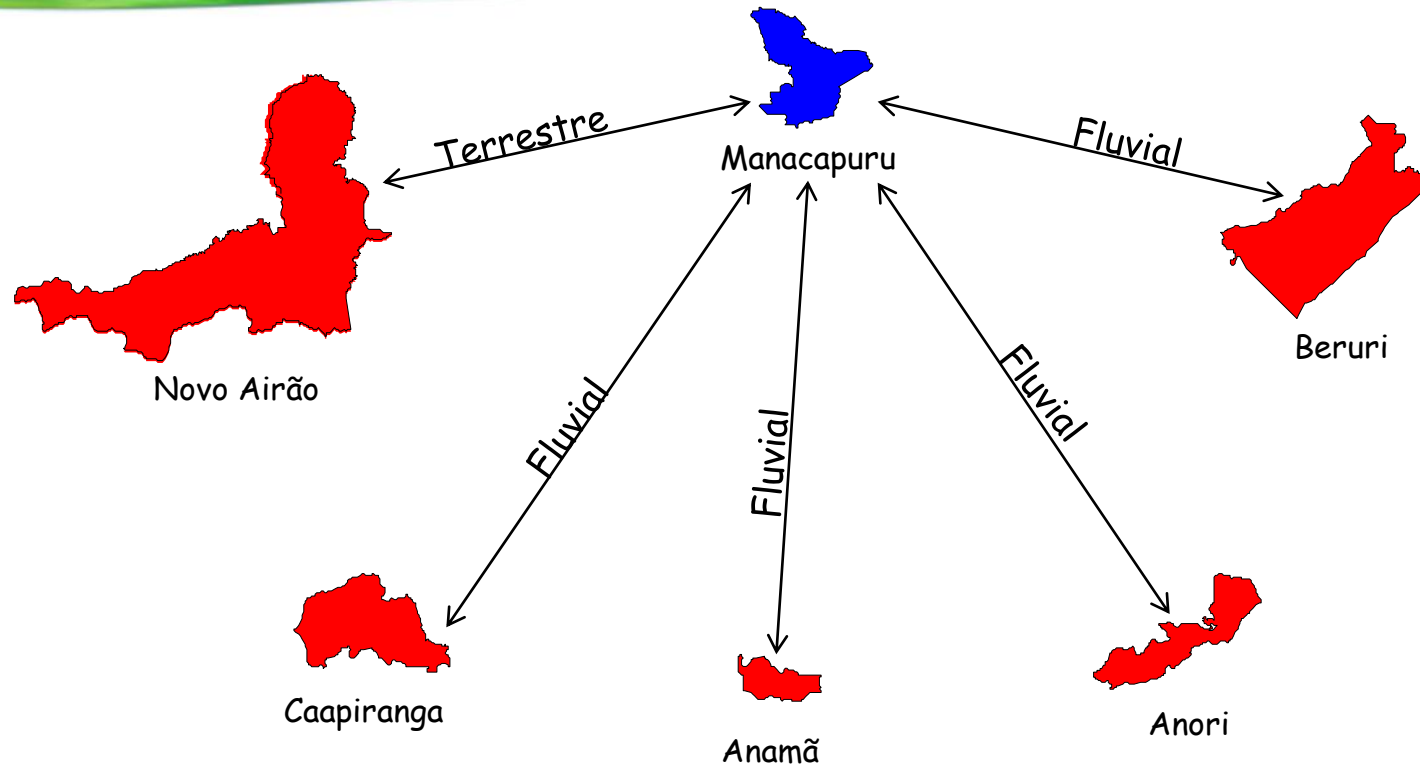 Terrestre
Manacapuru
Fluvial
Beruri
Novo Airão
Fluvial
Fluvial
Fluvial
Caapiranga
Anamã
Anori